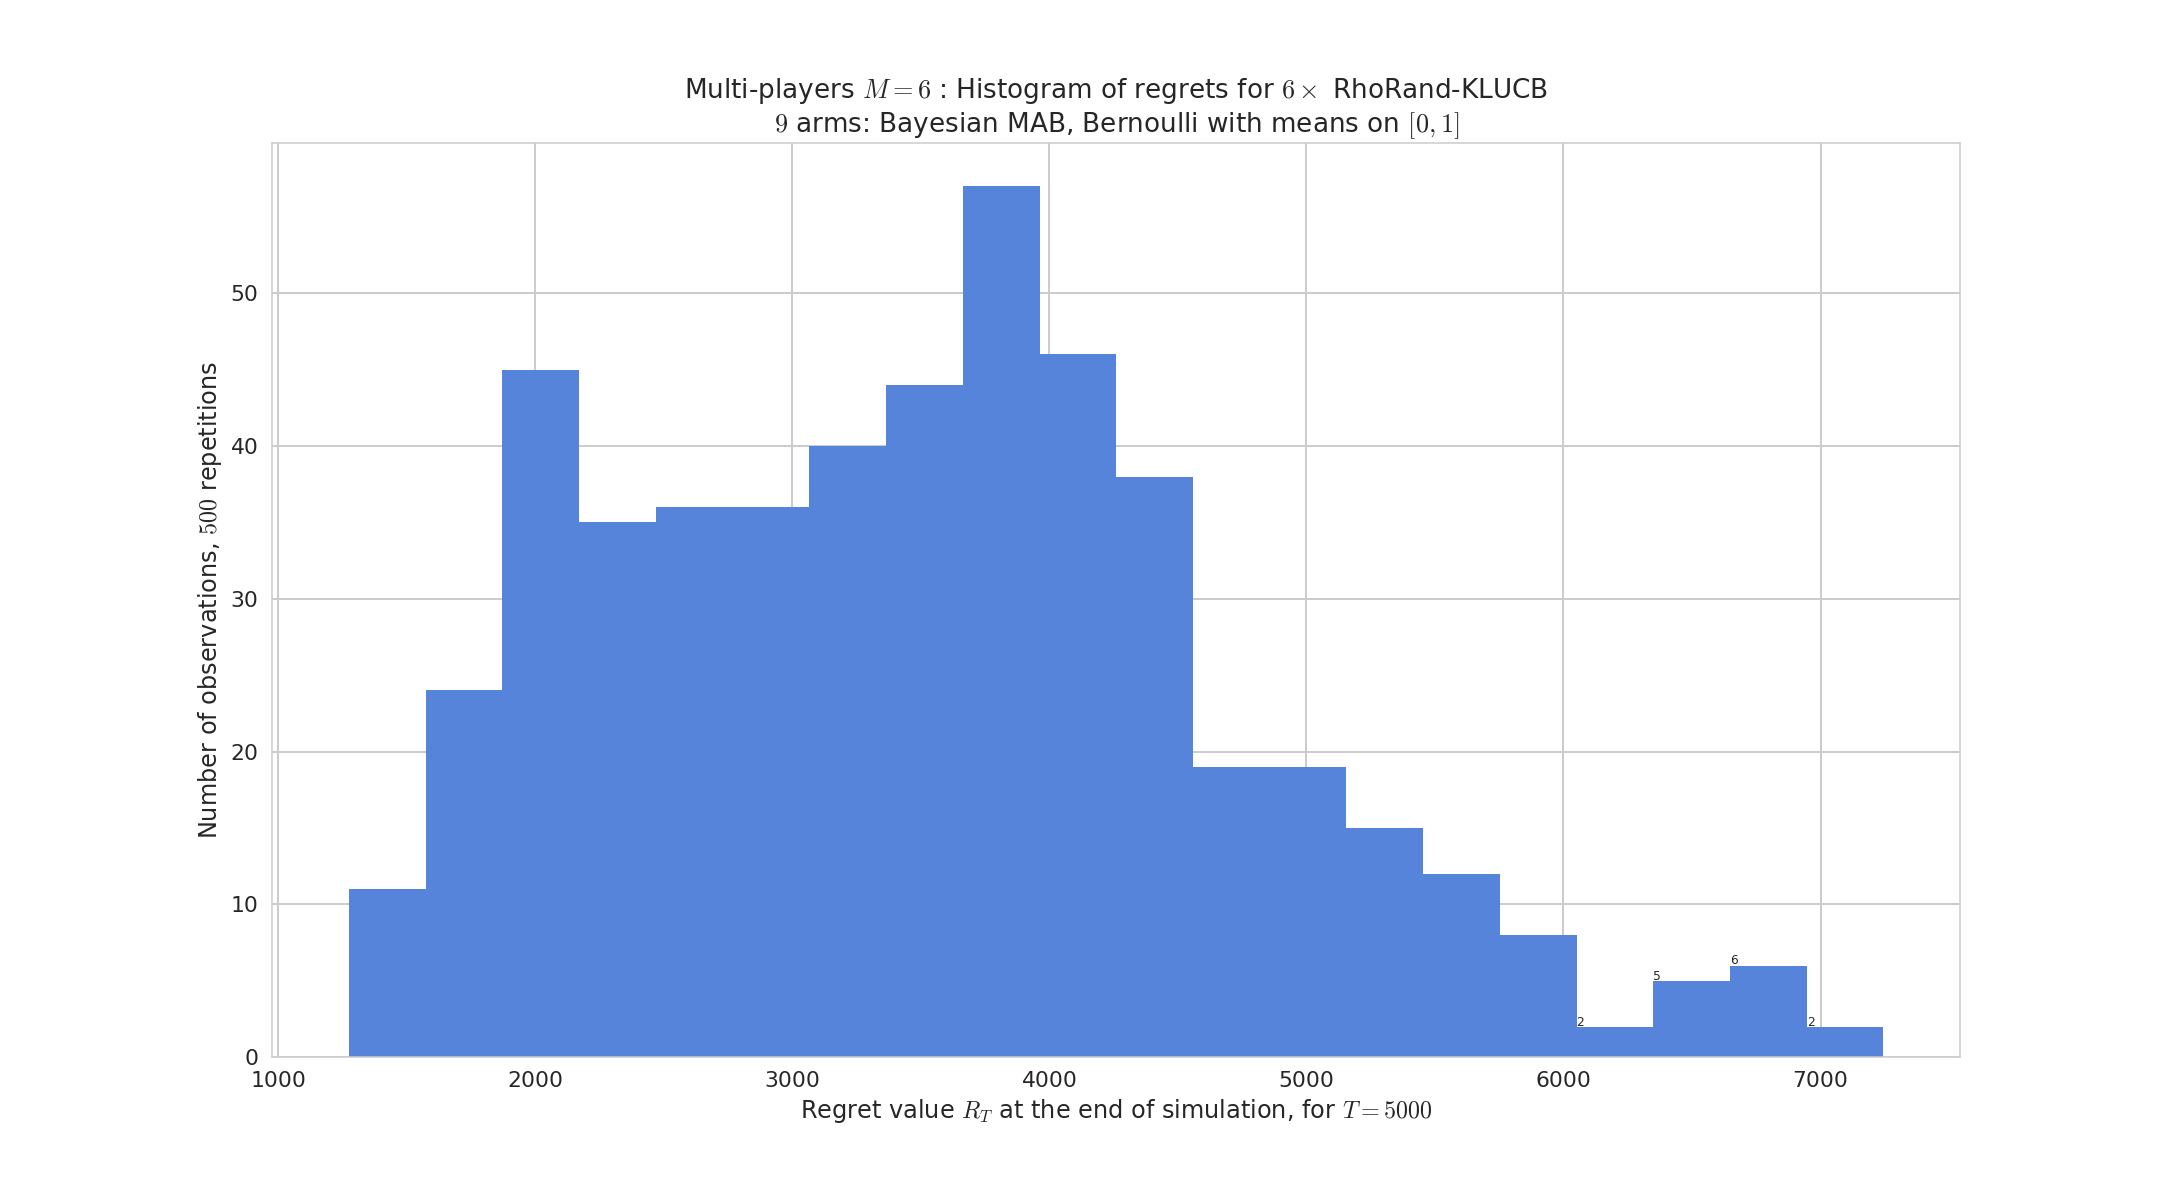 Multi-players M = 6 : Histogram of regrets for 6× RhoRand-KLUCB
9 arms: Bayesian MAB, Bernoulli with means on [0, 1]
Number of observations, 500 repetitions
50
40
30
20
10
0
2
5
6
2
1000 2000 3000 4000 5000 6000 7000
Regret value R_T at the end of simulation, for T = 5000